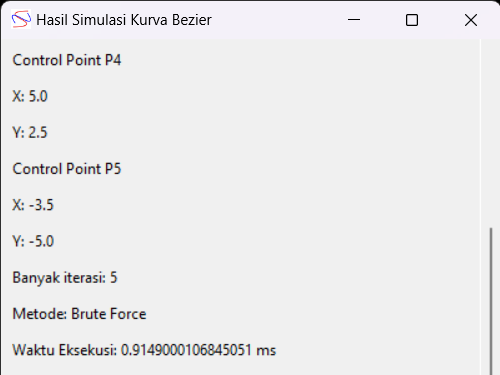 Hasil Simulasi Kurva Bezier
Control Point P4
X: 5.0
Y: 2.5
Control Point P5
X: -3.5
Y: -5.0
Banyak iterasi: 5
Metode: Brute Force
Waktu Eksekusi: 0.9149000106845051 ms